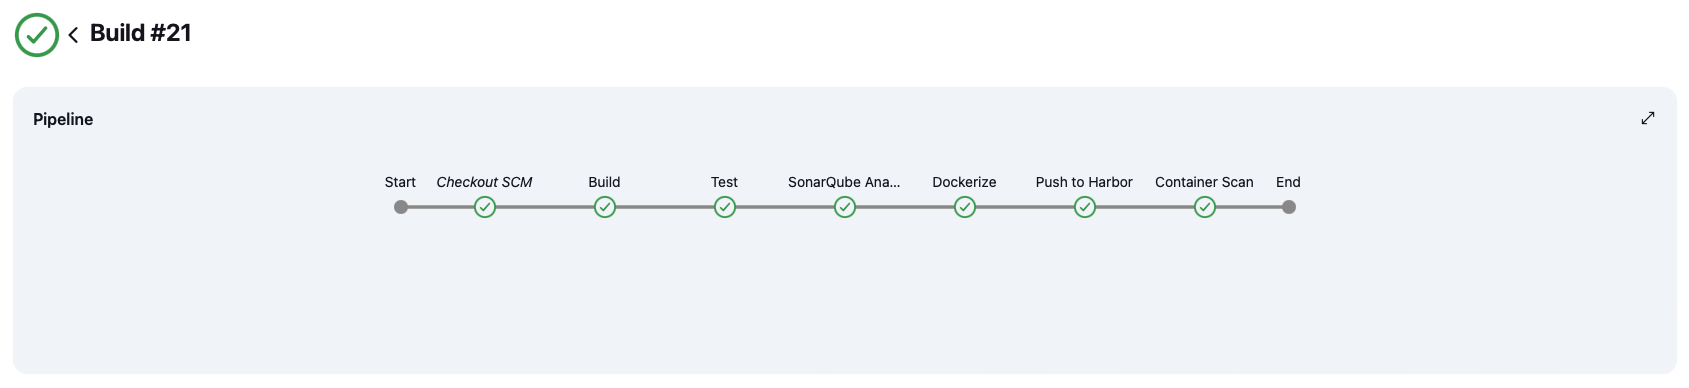 Build #21
Pipeline
Start
Checkout SCM
Build
Test
SonarQube Ana...
Dockerize
Push to Harbor
Container Scan
End